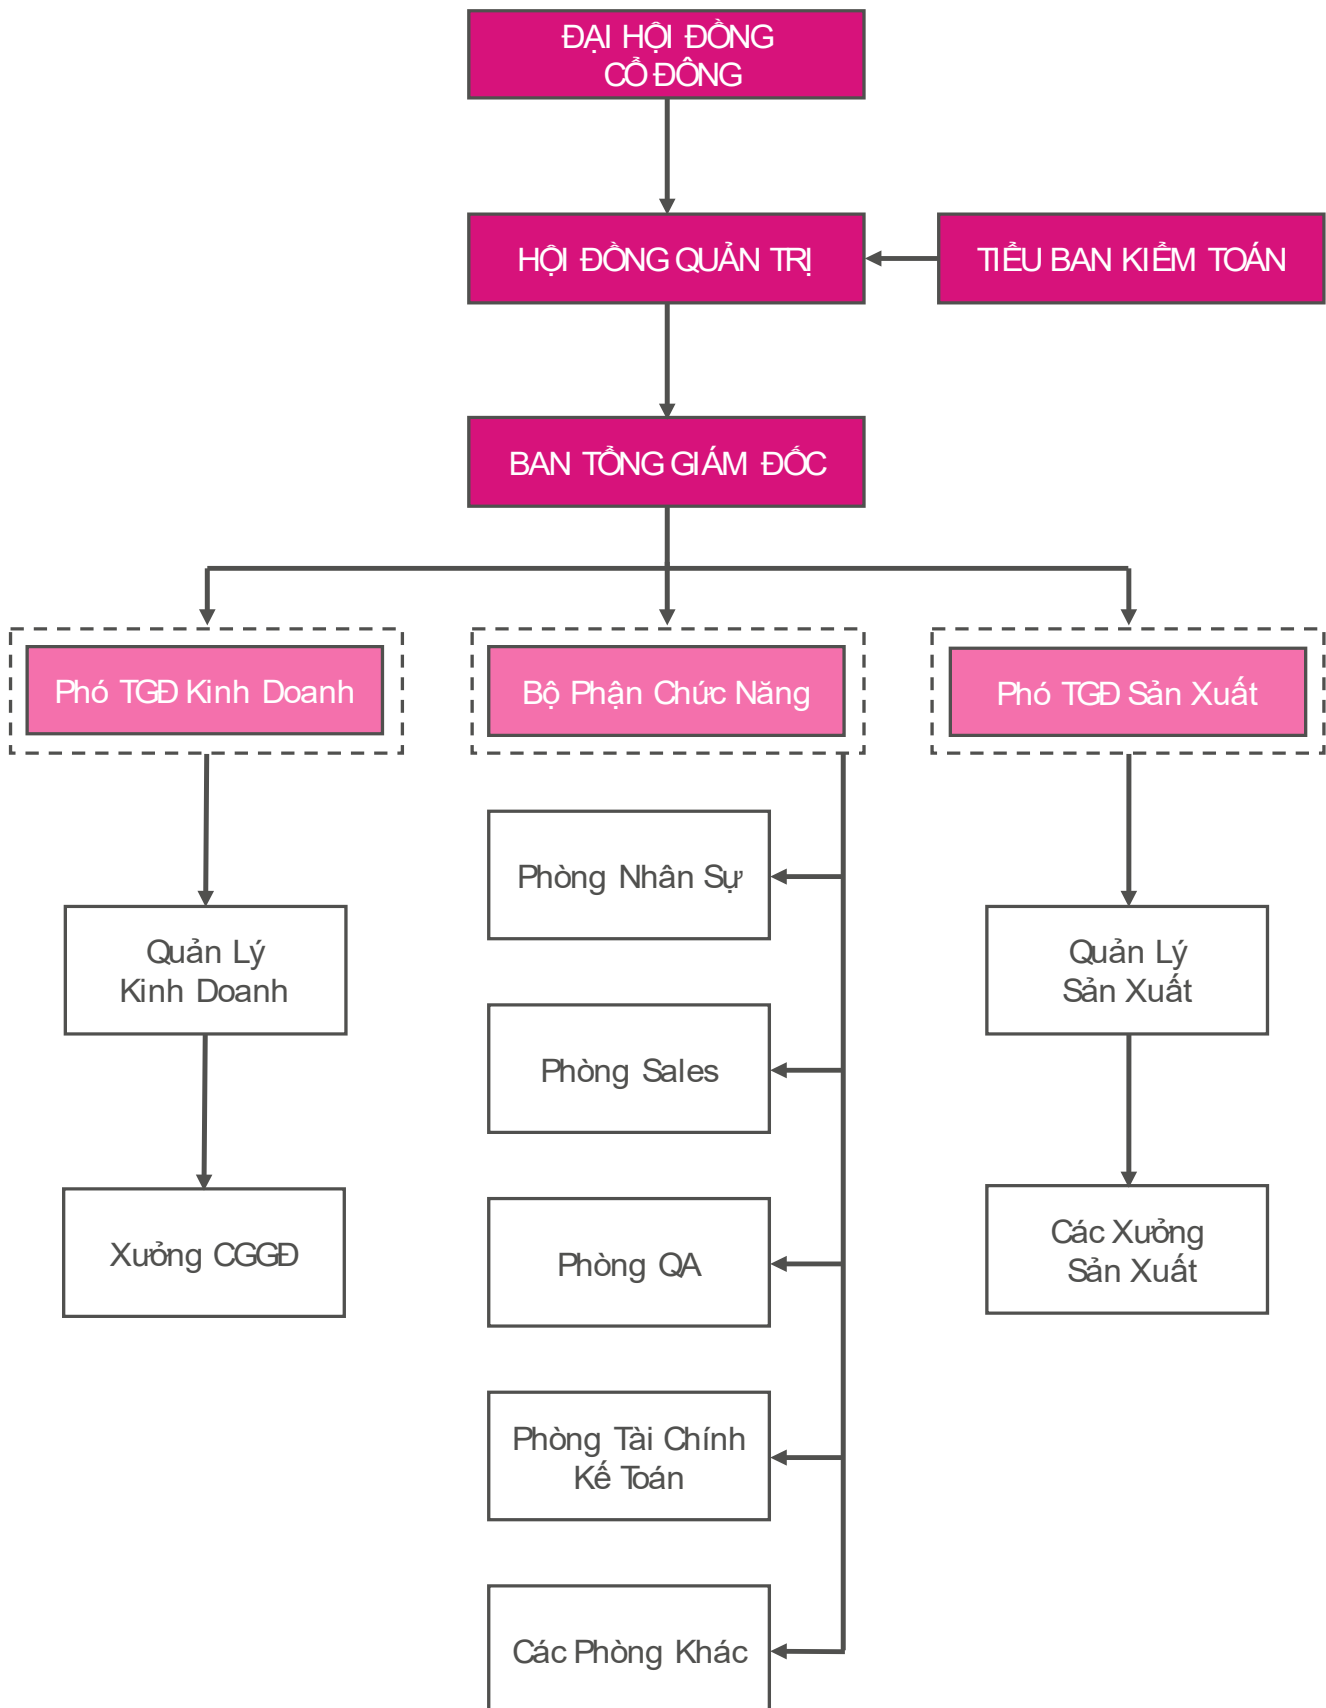 ĐẠI HỘI ĐỒNG
CỔ ĐÔNG
HỘI ĐỒNG QUẢN TRỊ
TIỂU BAN KIỂM TOÁN
BAN TỔNG GIÁM ĐỐC
Phó TGĐ Kinh Doanh
Bộ Phận Chức Năng
Phó TGĐ Sản Xuất
Phòng Nhân Sự
Quản Lý
Kinh Doanh
Quản Lý
Sản Xuất
Phòng Sales
Xưởng CGGĐ
Phòng QA
Các Xưởng
Sản Xuất
Phòng Tài Chính
Kế Toán
Các Phòng Khác